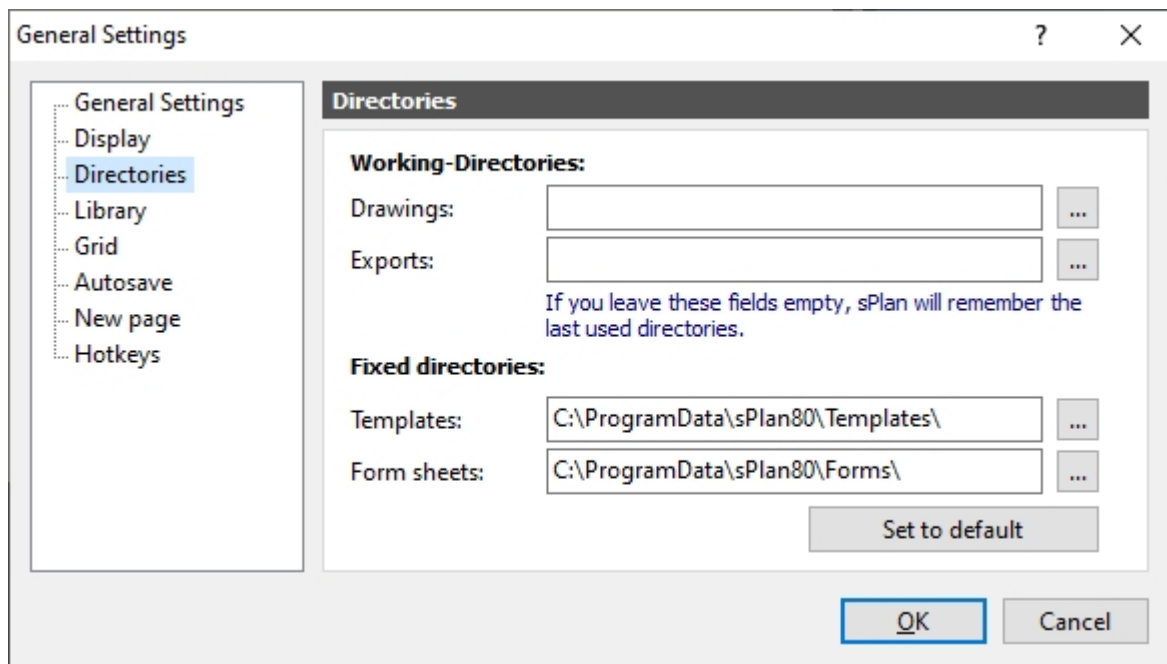 General Settings
?
General Settings
Display
Directories
Library
Grid
Autosave
New page
Hotkeys
Directories
Working-Directories:
Drawings:
...
Exports:
...
If you leave these fields empty, sPlan will remember the
last used directories.
Fixed directories:
Templates: C:\ProgramData\sPlan80\Templates\ ...
Form sheets: C:\ProgramData\sPlan80\Forms\ ...
Set to default
OK Cancel